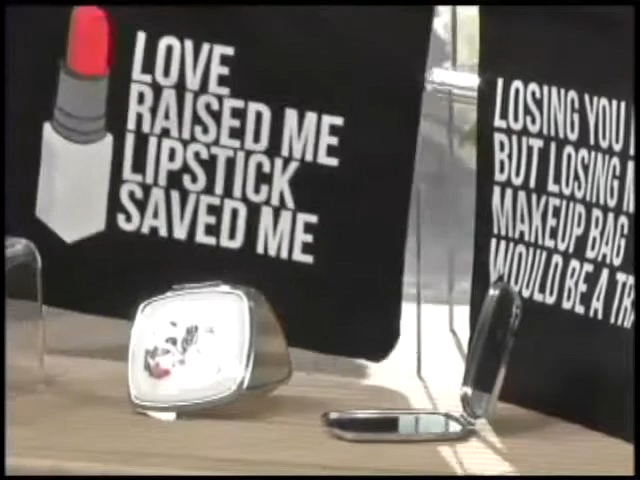 LOVE
RAISED ME
LIPSTICK
SAVED ME
LOSING YOU
BUT LOSING
MAKEUP BAG
WOULD BE A